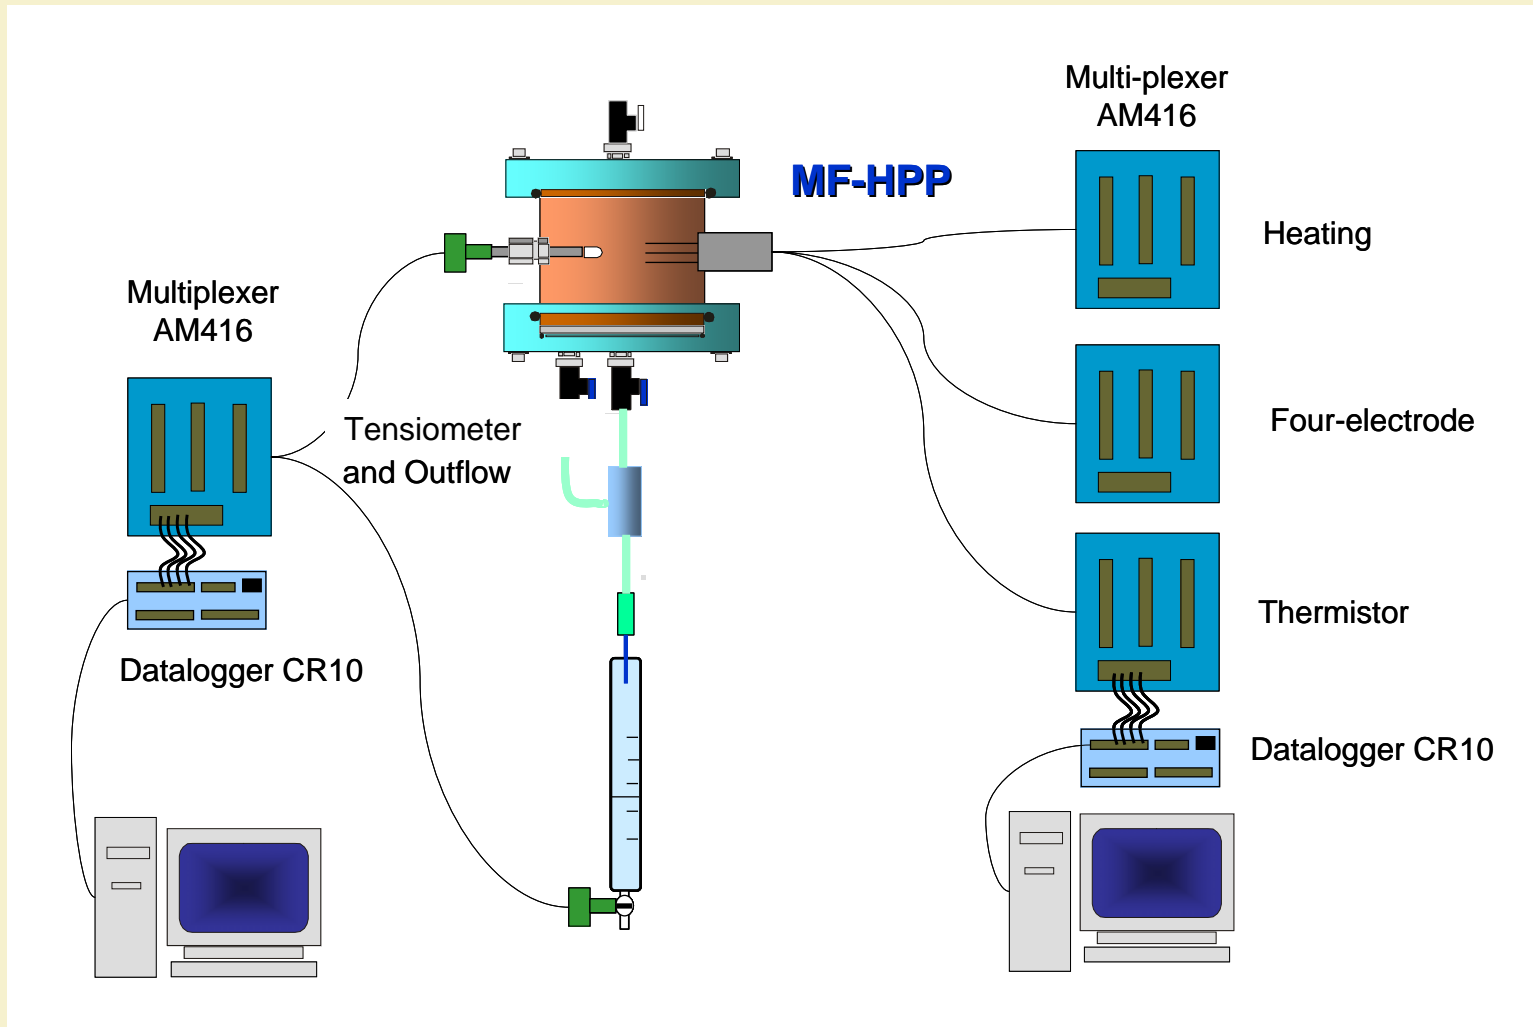 Multi-plexer
AM416
MF-HPP
Heating
Multiplexer
AM416
Tensiometer
and Outflow
Four-electrode
Thermistor
Datalogger CR10
Datalogger CR10